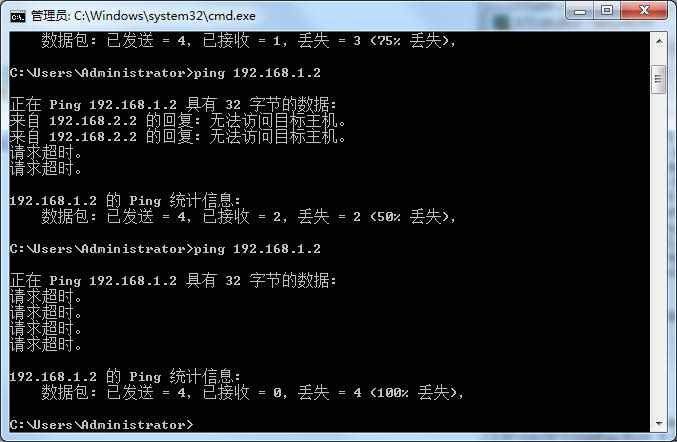 管理员: C:\Windows\system32\cmd.exe
数据包: 已发送 = 4，已接收 = 1，丢失 = 3 (75% 丢失)，
C:\Users\Administrator>ping 192.168.1.2
正在 Ping 192.168.1.2 具有 32 字节的数据:
来自 192.168.2.2 的回复: 无法访问目标主机。
来自 192.168.2.2 的回复: 无法访问目标主机。
请求超时。
请求超时。
192.168.1.2 的 Ping 统计信息:
数据包: 已发送 = 4，已接收 = 2，丢失 = 2 (50% 丢失)，
C:\Users\Administrator>ping 192.168.1.2
正在 Ping 192.168.1.2 具有 32 字节的数据:
请求超时。
请求超时。
请求超时。
请求超时。
192.168.1.2 的 Ping 统计信息:
数据包: 已发送 = 4，已接收 = 0，丢失 = 4 (100% 丢失)，
C:\Users\Administrator>